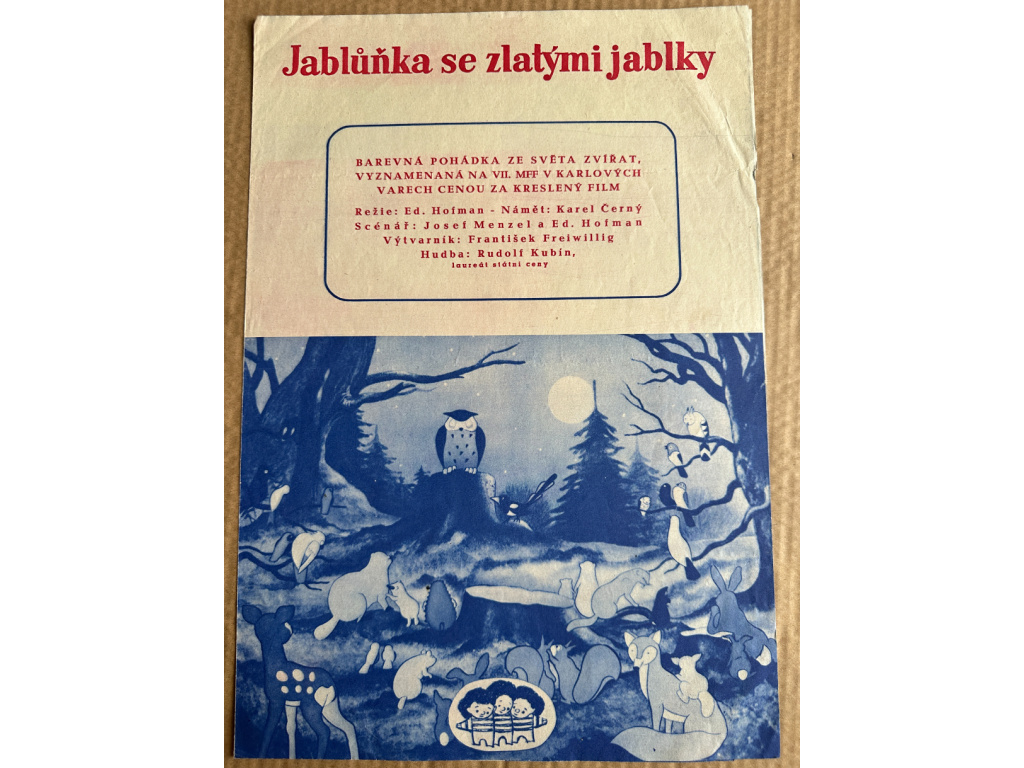 Jablůňka se zlatými jablky
BAREVNÁ POHÁDKA ZE SVĚTA ZVÍŘAT,
VYZNAMENANÁ NA VII. MFF V KARLOVÝCH
VARECH CENOU ZA KRESLENÝ FILM
Režie: Ed. Hofman - Námět: Karel Černý
Scénář: Josef Menzel a Ed. Hofman
Výtvarník: František Freiwillig
Hudba: Rudolf Kubín,
laureát státní ceny